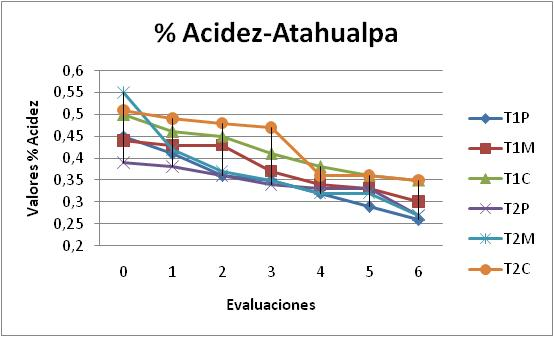 % Acidez-Atahualpa
Valores % Acidez
0,6
0,55
0,5
0,45
0,4
0,35
0,3
0,25
0,2
0 1 2 3 4 5 6
Evaluaciones
T1P
T1M
T1C
T2P
T2M
T2C